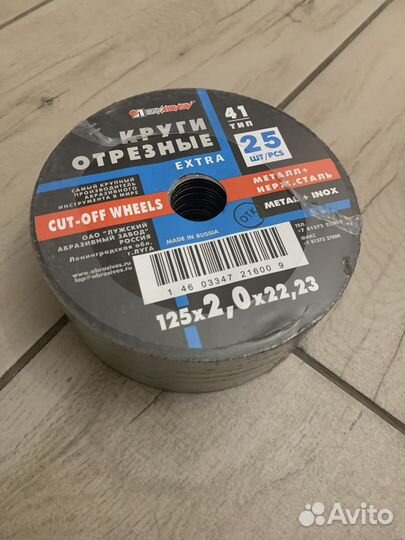 КРУГИ
ОТРЕЗНЫЕ
EXTRA
41
ТИП
25
ШТ/PCS
САМЫЙ КРУПНЫЙ
ПРОИЗВОДИТЕЛЬ
АБРАЗИВНОГО
ИНСТРУМЕНТА В МИРЕ
CUT-OFF WHEELS
ОАО "ЛУЖСКИЙ
АБРАЗИВНЫЙ ЗАВОД"
РОССИЯ
Ленинградская обл.
г.ЛУГА
www.abrasives.ru
МЕТАЛЛ+
НЕРЖ.СТАЛЬ
METAL+ INOX
ОТК
MADE IN RUSSIA
ФАКС
1 46 03347 21600 9
125x2,0x22,23
Avito